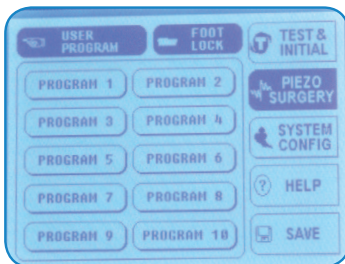 USER
PROGRAM
FOOT
LOCK
TEST &
INITIAL
PROGRAM 1
PROGRAM 2
PIEZO
SURGERY
PROGRAM 3
PROGRAM 4
SYSTEM
CONFIG
PROGRAM 5
PROGRAM 6
? HELP
PROGRAM 7
PROGRAM 8
PROGRAM 9
PROGRAM 10
SAVE